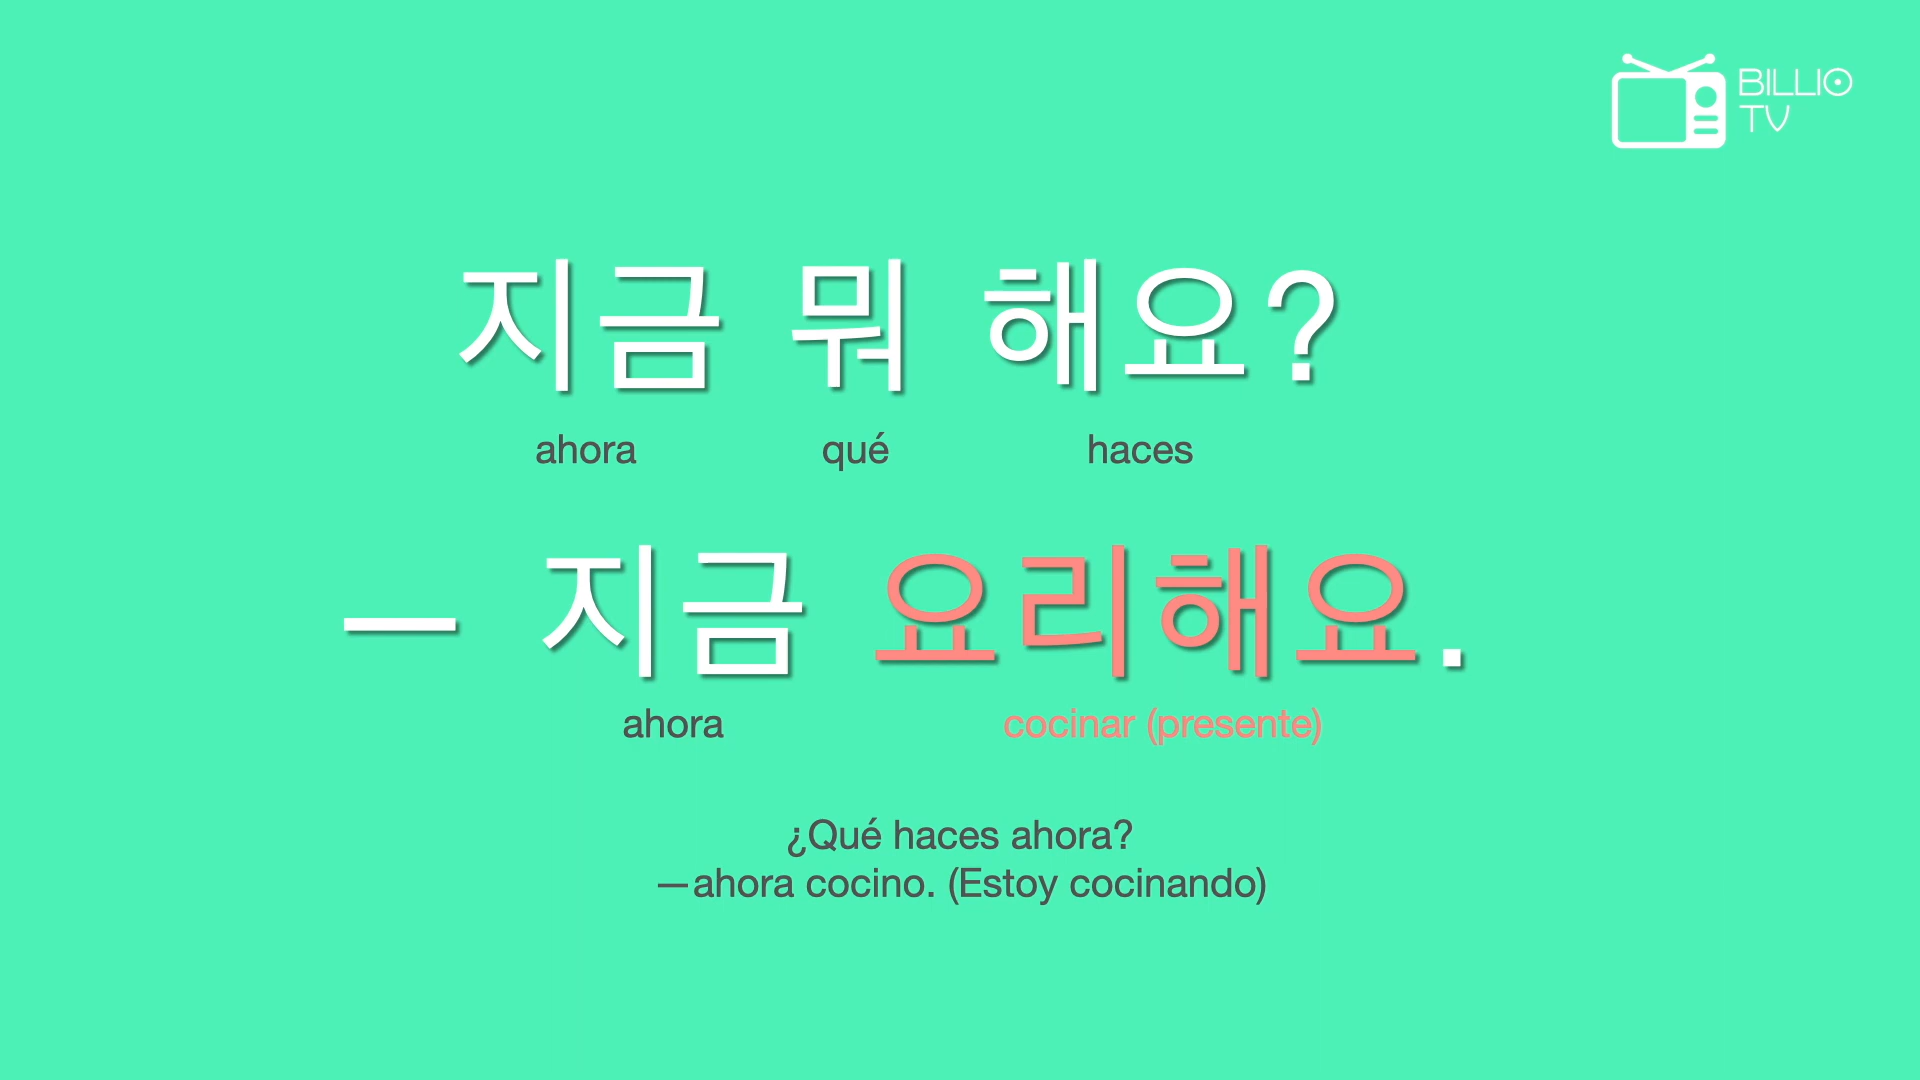 BILLIO
TV
지금 뭐 해요?
ahora qué haces
— 지금 요리해요.
ahora cocinar (presente)
¿Qué haces ahora?
—ahora cocino. (Estoy cocinando)